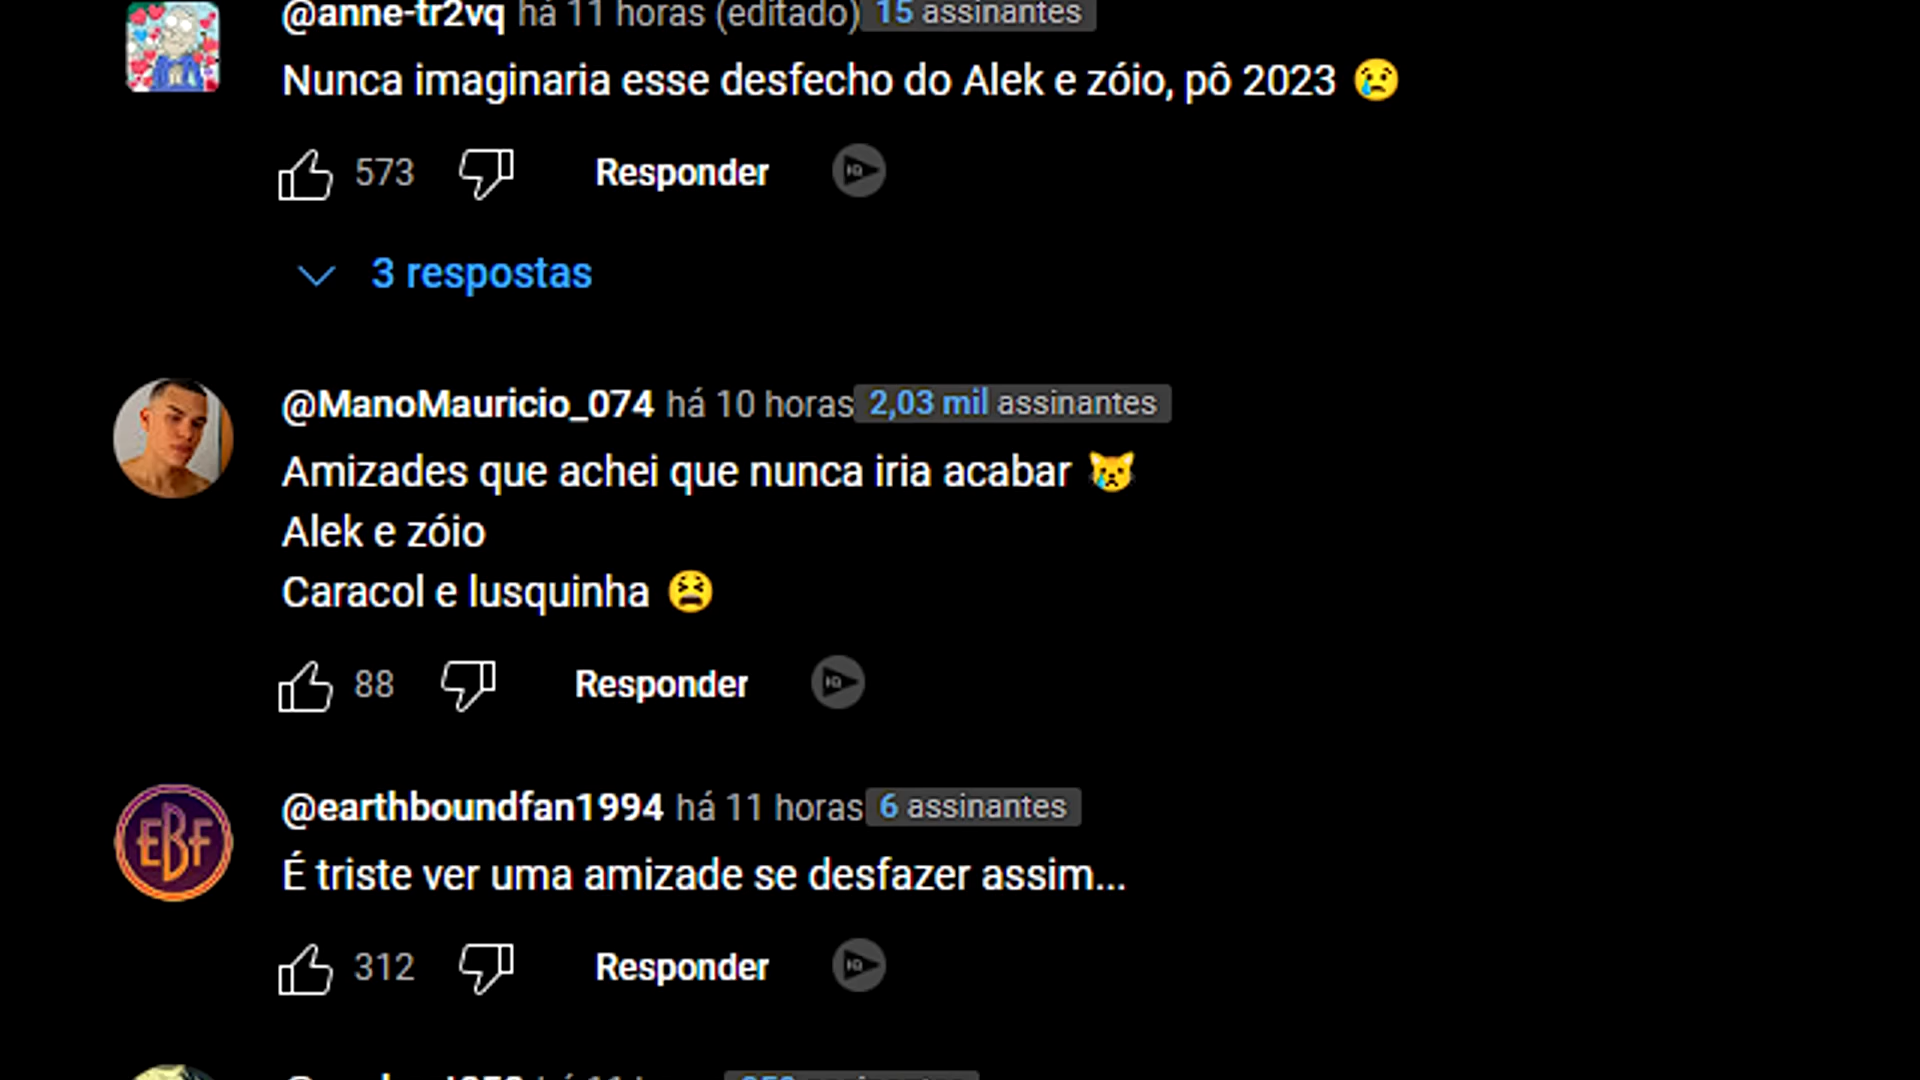 @anne-tr2vq há 11 horas (editado) 15 assinantes
Nunca imaginaria esse desfecho do Alek e zóio, pô 2023 😢
573 Responder
3 respostas
@ManoMauricio_074 há 10 horas 2,03 mil assinantes
Amizades que achei que nunca iria acabar 😿
Alek e zóio
Caracol e lusquinha 😫
88 Responder
EBF
@earthboundfan1994 há 11 horas 6 assinantes
É triste ver uma amizade se desfazer assim...
312 Responder